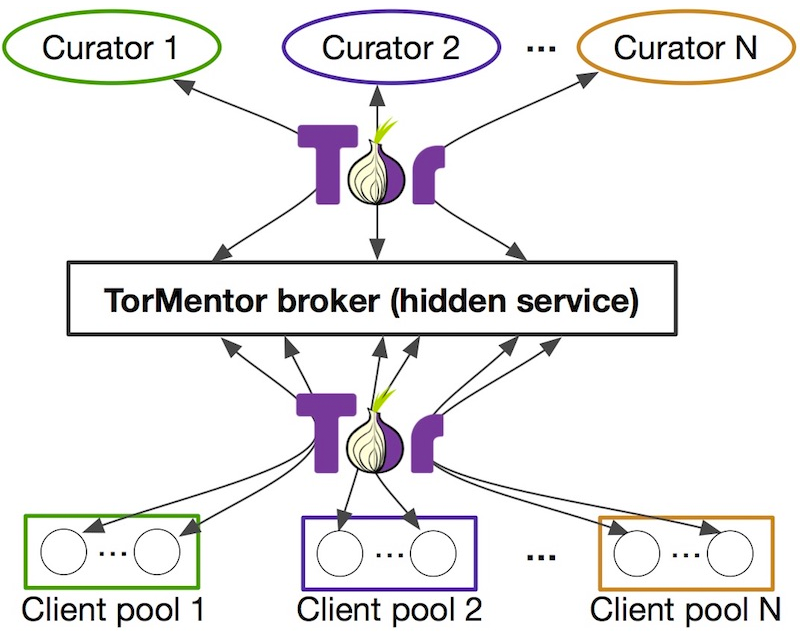 Curator 1
Curator 2
...
Curator N
Tor
TorMentor broker (hidden service)
Tor
...
...
...
...
Client pool 1
Client pool 2
Client pool N